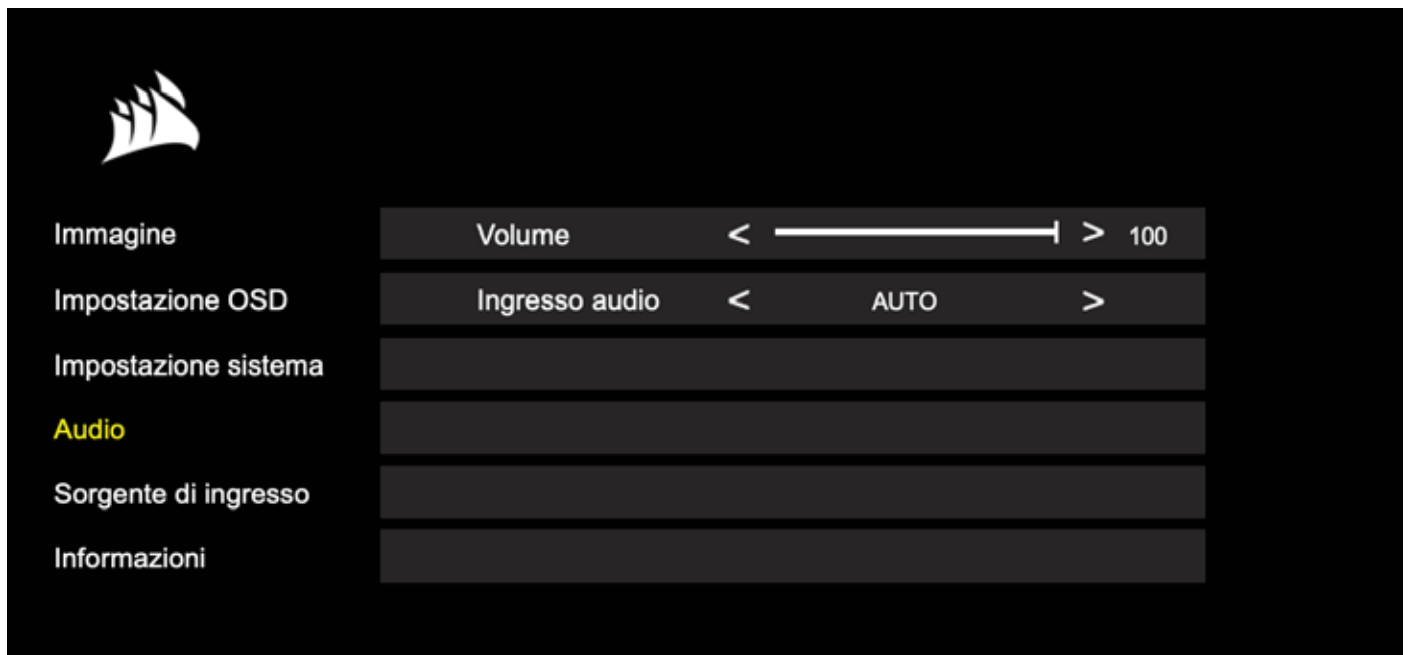 Immagine Volume < > 100
Impostazione OSD Ingresso audio < AUTO >
Impostazione sistema
Audio
Sorgente di ingresso
Informazioni